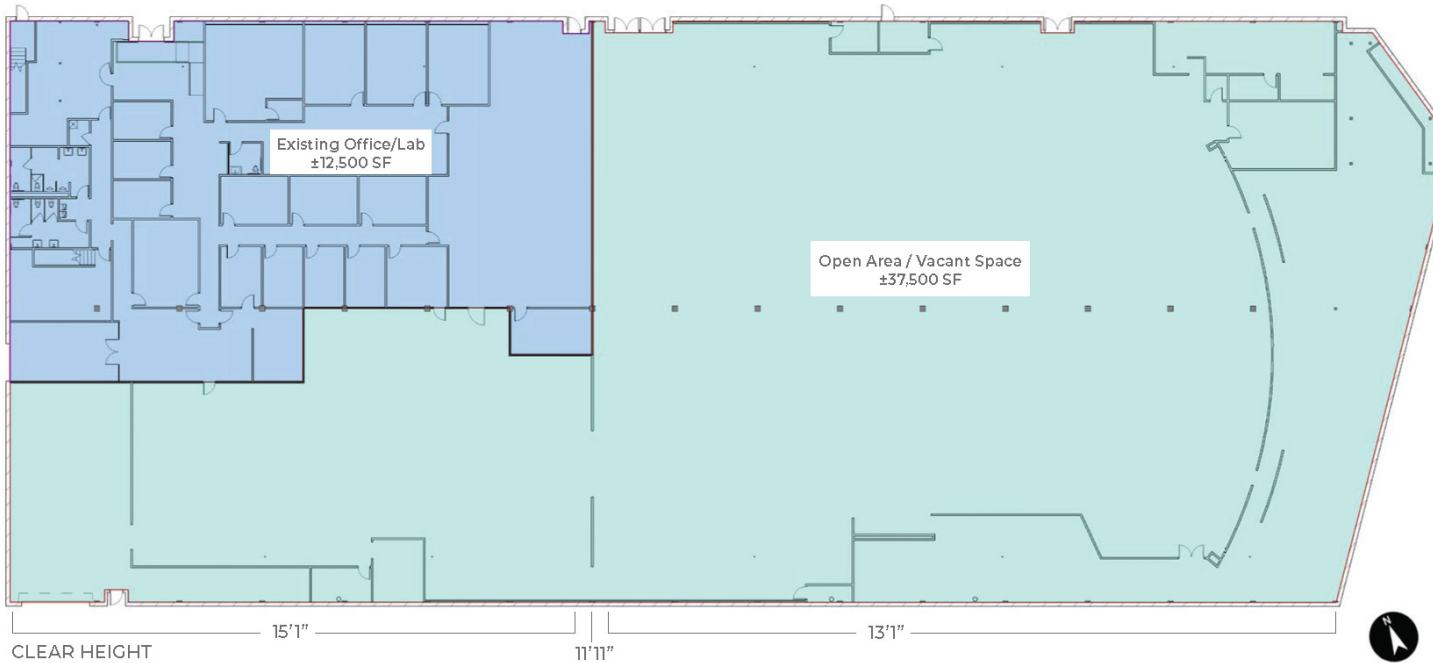 Existing Office/Lab
±12,500 SF
Open Area / Vacant Space
±37,500 SF
15'1”
13'1”
CLEAR HEIGHT
11'11”
N